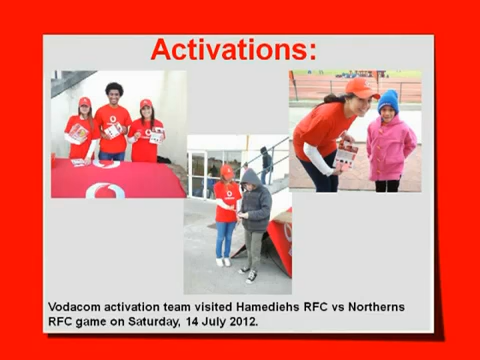 Activations:
Vodacom activation team visited Hamediehs RFC vs Northerns
RFC game on Saturday, 14 July 2012.